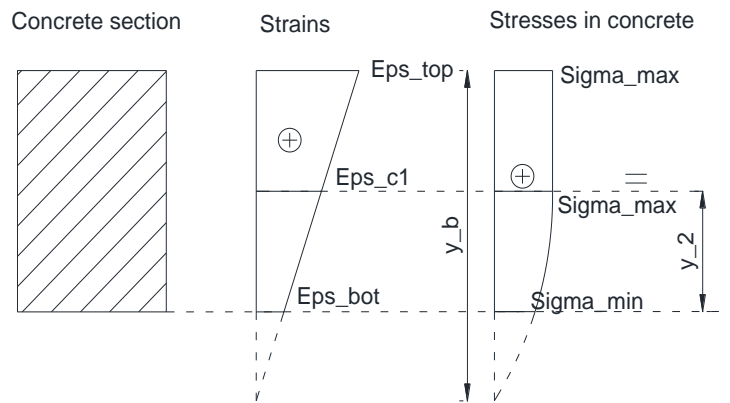 Concrete section
Strains
Stresses in concrete
Eps_top
Sigma_max
Eps_c1
Sigma_max
y_b
y_2
Eps_bot
Sigma_min